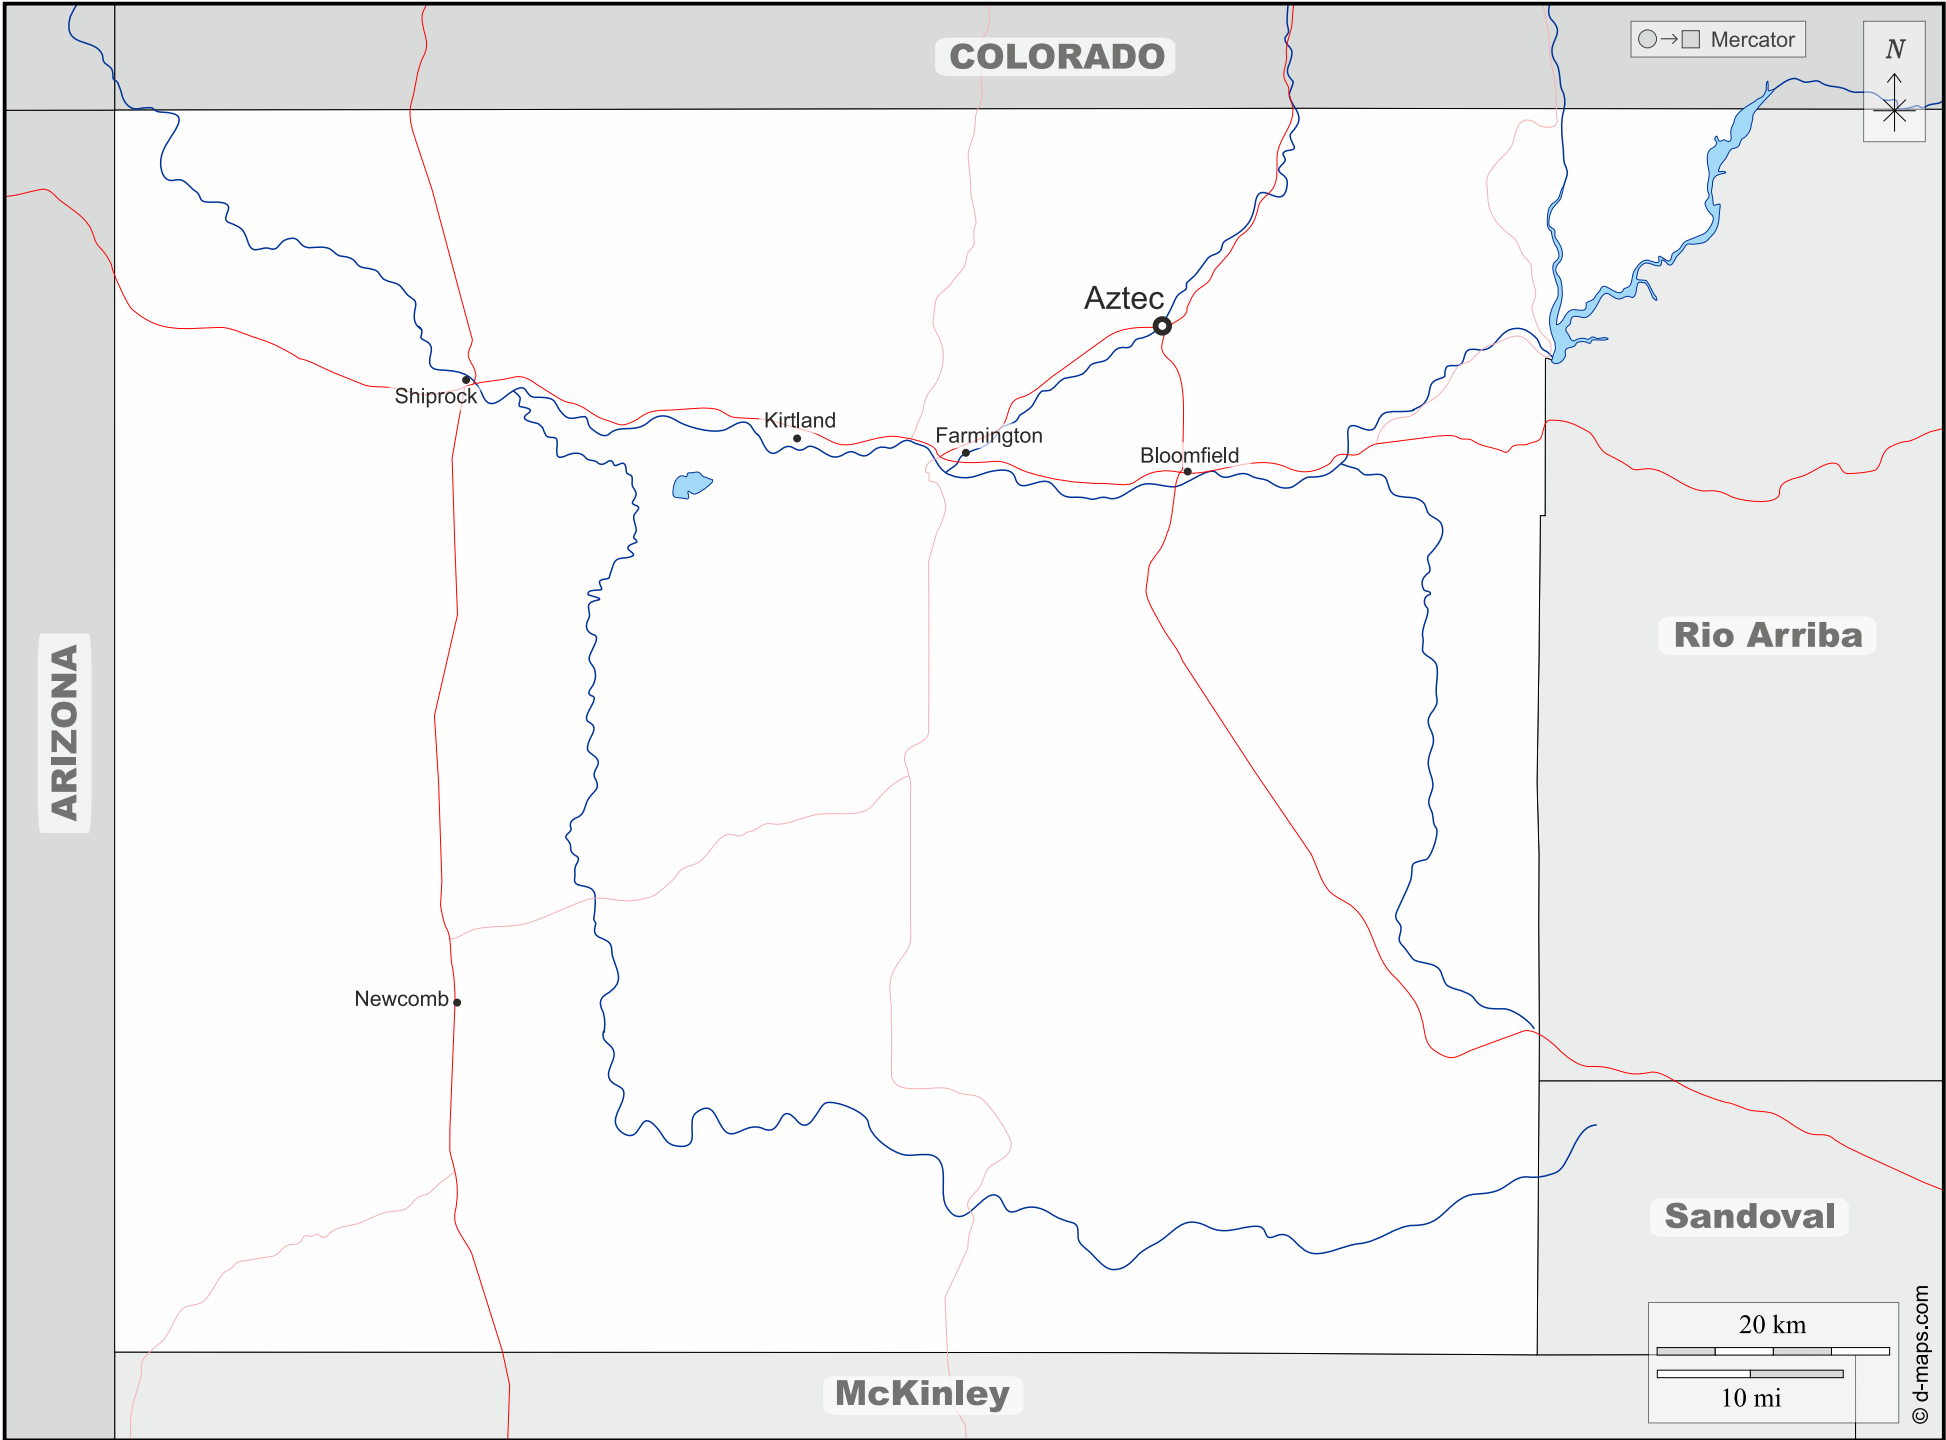 COLORADO
Mercator
N
Aztec
Shiprock
Kirtland
Farmington
Bloomfield
ARIZONA
Rio Arriba
Newcomb
Sandoval
20 km
10 mi
McKinley
© d-maps.com